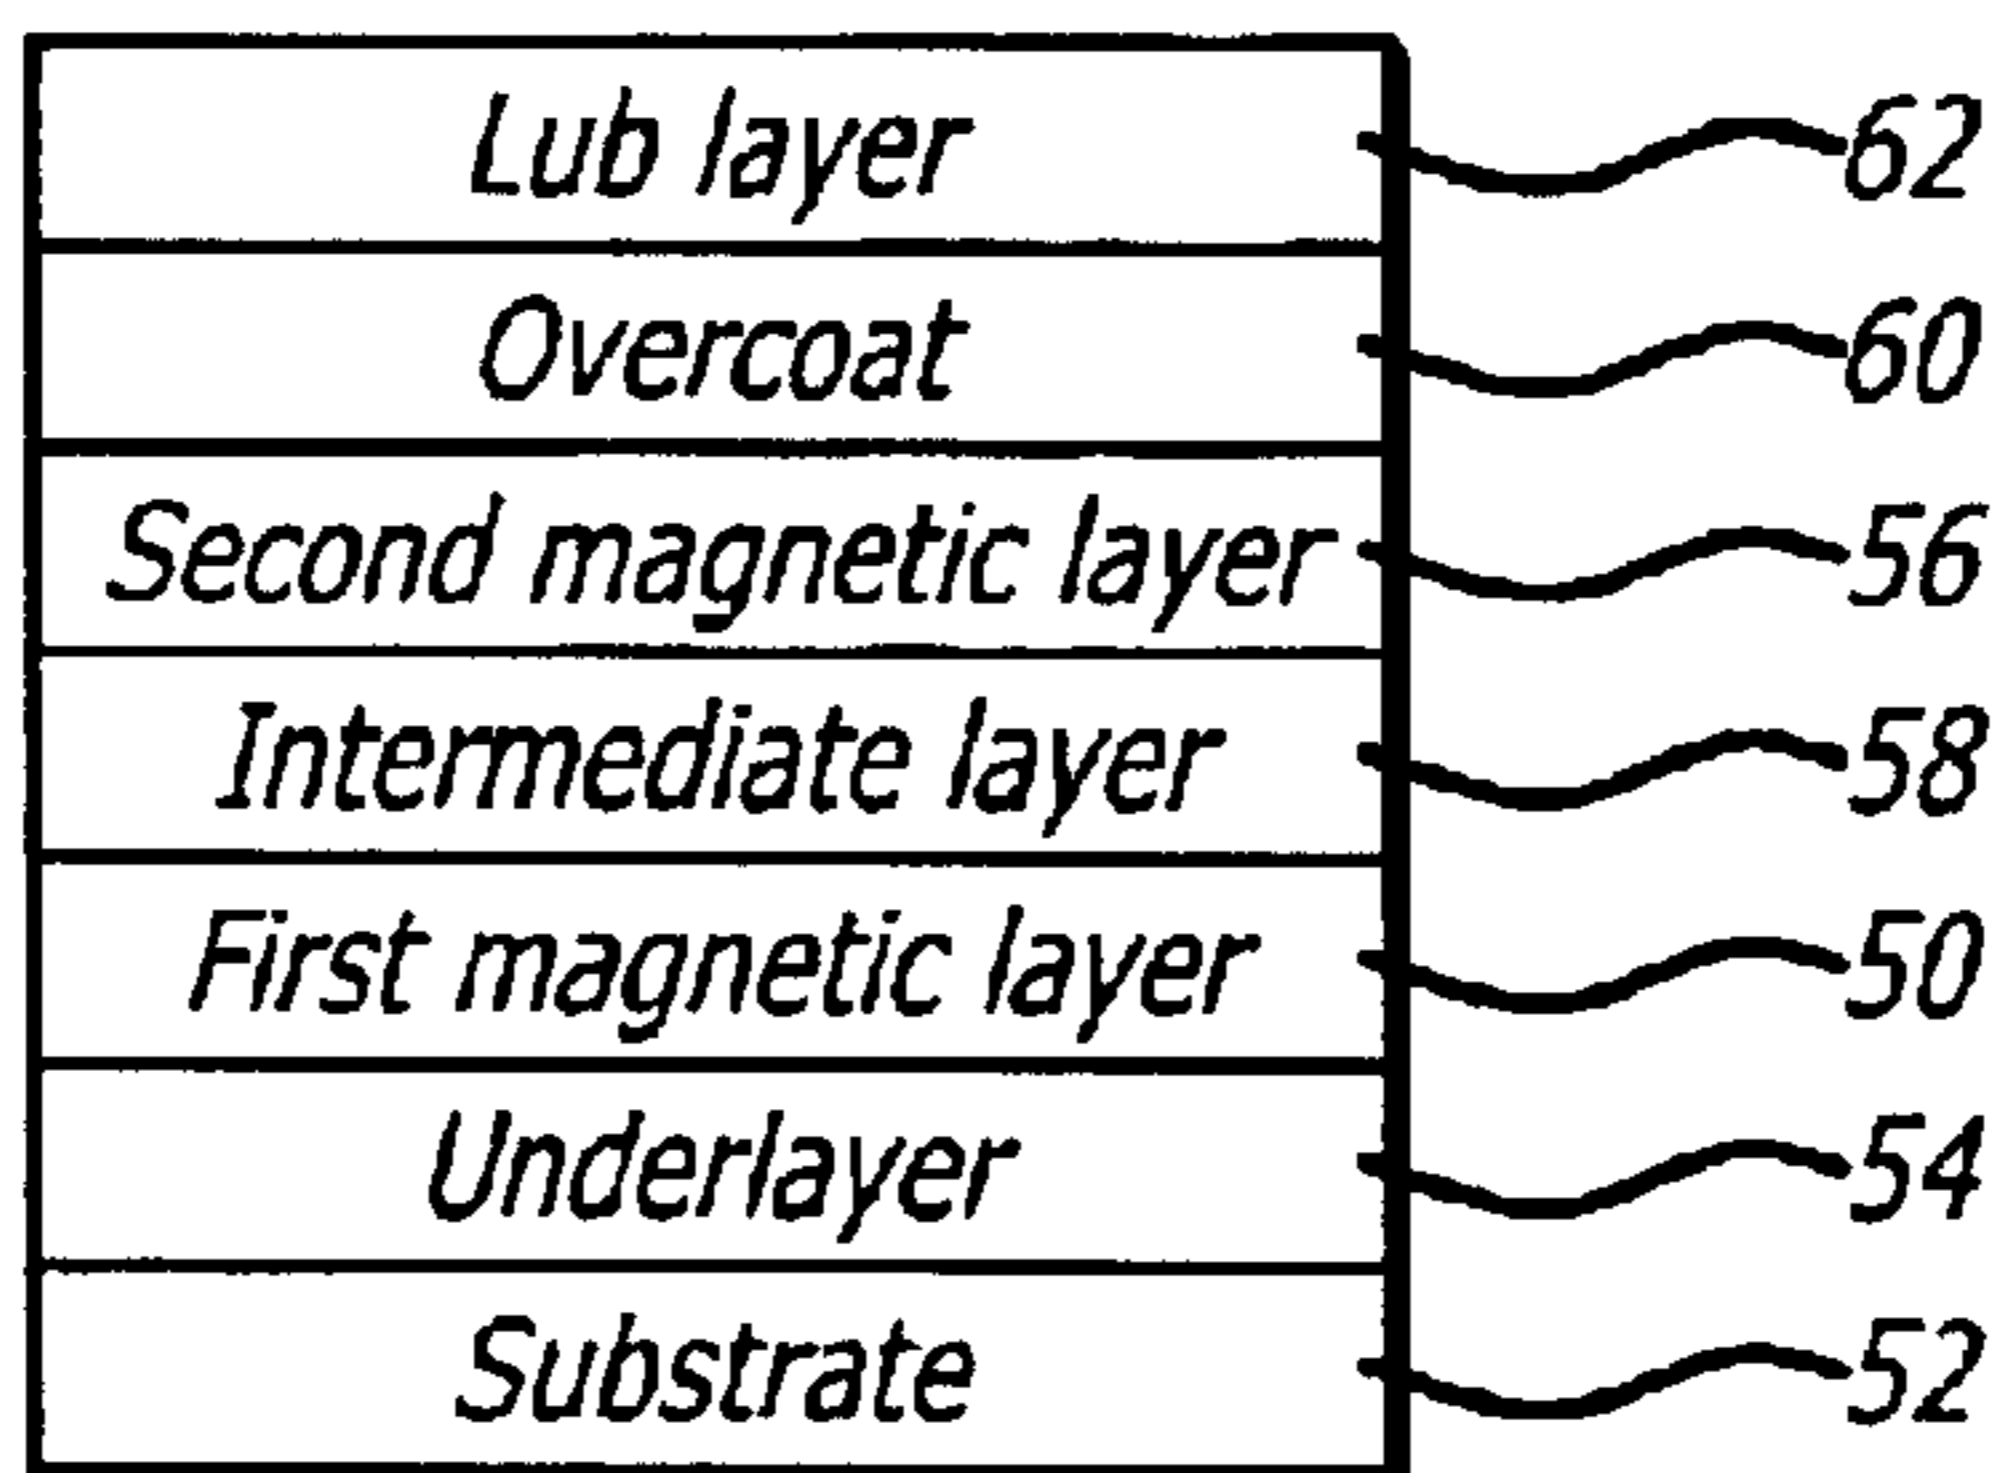 Lub layer 62
Overcoat 60
Second magnetic layer 56
Intermediate layer 58
First magnetic layer 50
Underlayer 54
Substrate 52